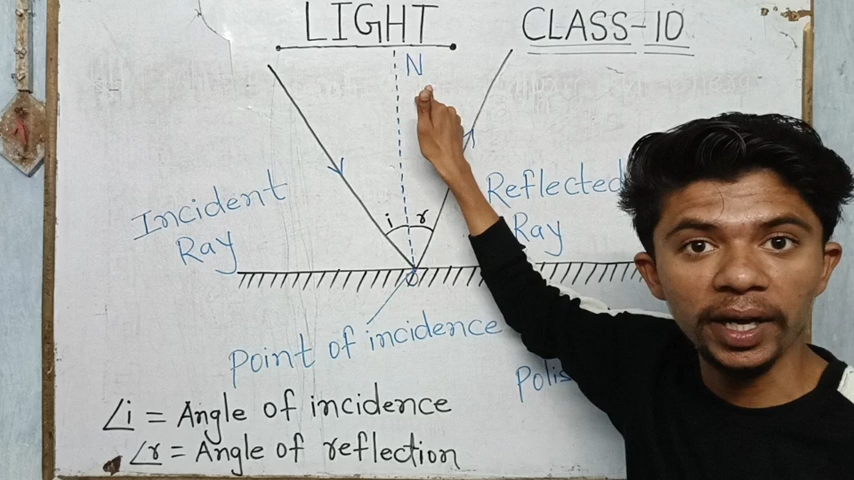 LIGHT
CLASS-10
N
i r
Incident
Ray
Reflected
Ray
O
Point of incidence
∠i = Angle of incidence
∠r = Angle of reflection